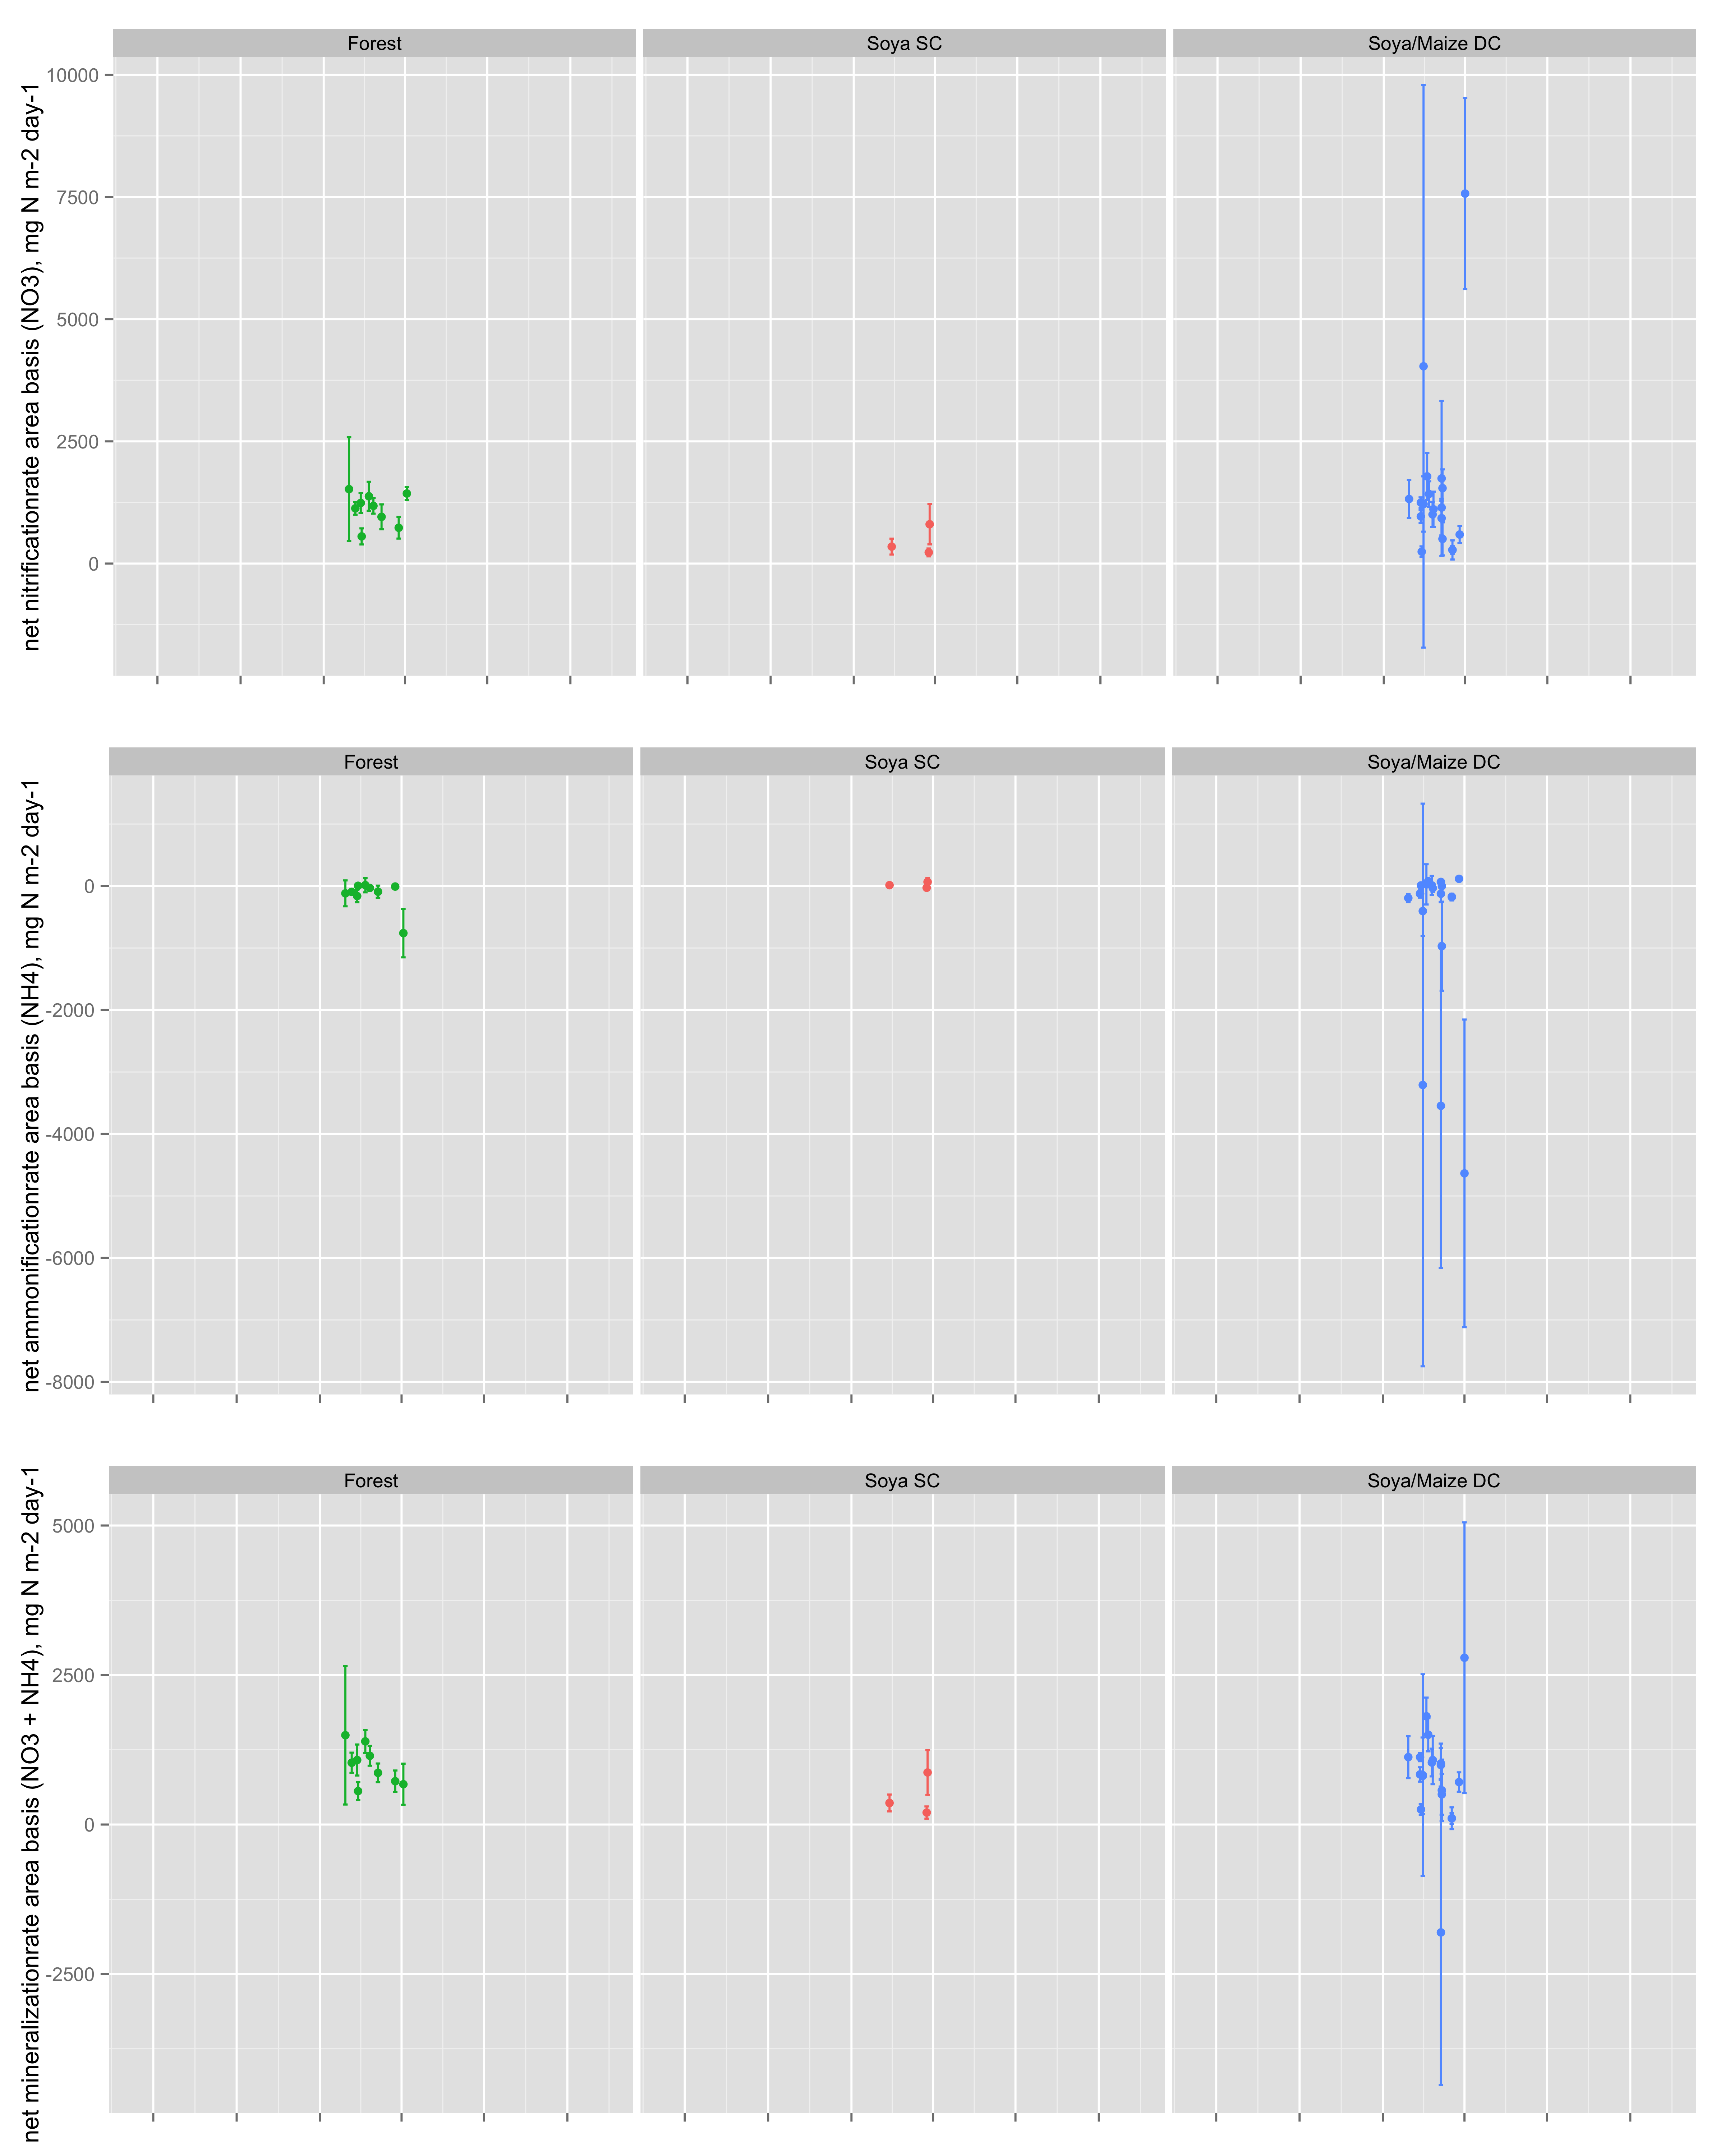 Forest Soya SC Soya/Maize DC
net nitrificationrate area basis (NO3), mg N m-2 day-1
10000
7500
5000
2500
0
Forest Soya SC Soya/Maize DC
net ammonificationrate area basis (NH4), mg N m-2 day-1
0
-2000
-4000
-6000
-8000
Forest Soya SC Soya/Maize DC
net mineralizationrate area basis (NO3 + NH4), mg N m-2 day-1
5000
2500
0
-2500